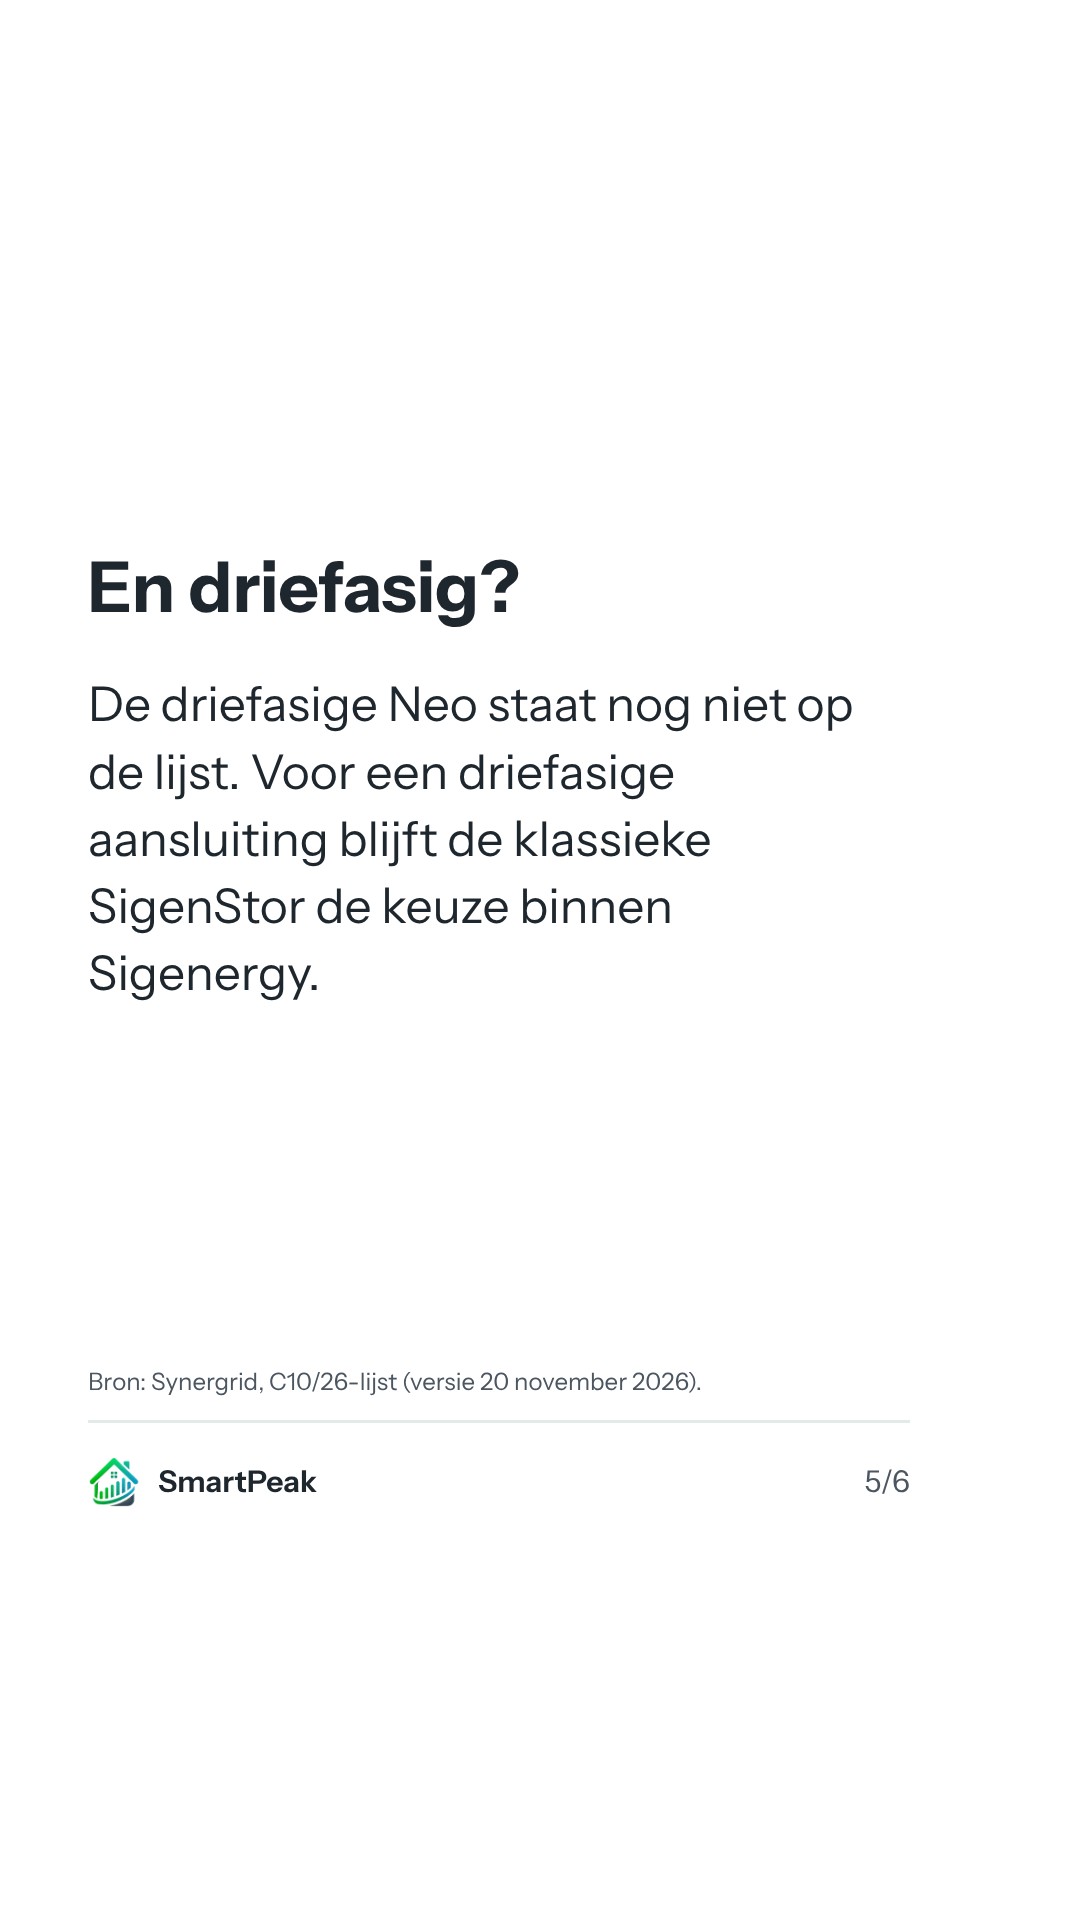 En driefasig?
De driefasige Neo staat nog niet op
de lijst. Voor een driefasige
aansluiting blijft de klassieke
SigenStor de keuze binnen
Sigenergy.
Bron: Synergrid, C10/26-lijst (versie 20 november 2026).
SmartPeak
5/6